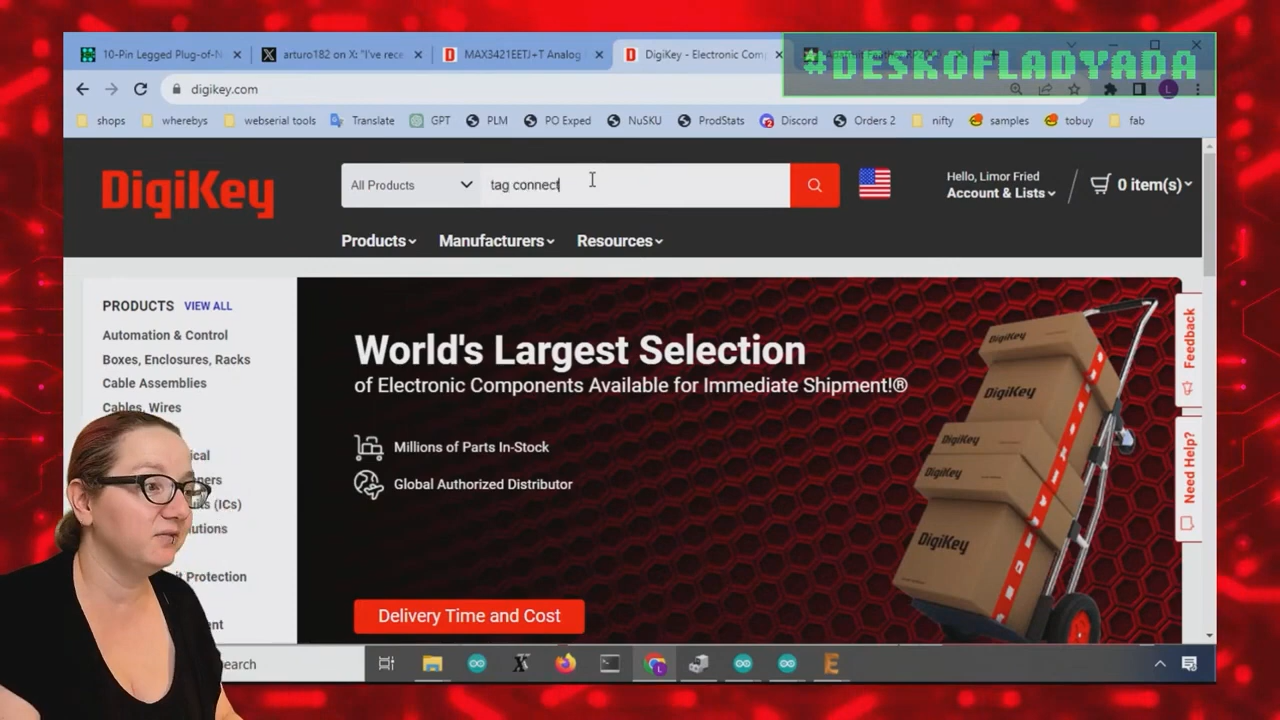 10-Pin Legged Plug-of-N
arturo182 on X: "I've rece
MAX3421EETJ+T Analog
DigiKey - Electronic Comp
#DESKOFLADYADA
digikey.com
shops
wherebys
webserial tools
Translate
GPT
PLM
PO Exped
NuSKU
ProdStats
Discord
Orders 2
nifty
samples
tobuy
fab
DigiKey
All Products
tag connect
Hello, Limor Fried
Account & Lists
0 item(s)
Products
Manufacturers
Resources
PRODUCTS VIEW ALL
Automation & Control
Boxes, Enclosures, Racks
Cable Assemblies
Cables, Wires
World's Largest Selection
of Electronic Components Available for Immediate Shipment!®
Millions of Parts In-Stock
Global Authorized Distributor
Delivery Time and Cost
DigiKey
DigiKey
DigiKey
DigiKey
DigiKey
Feedback
Need Help?